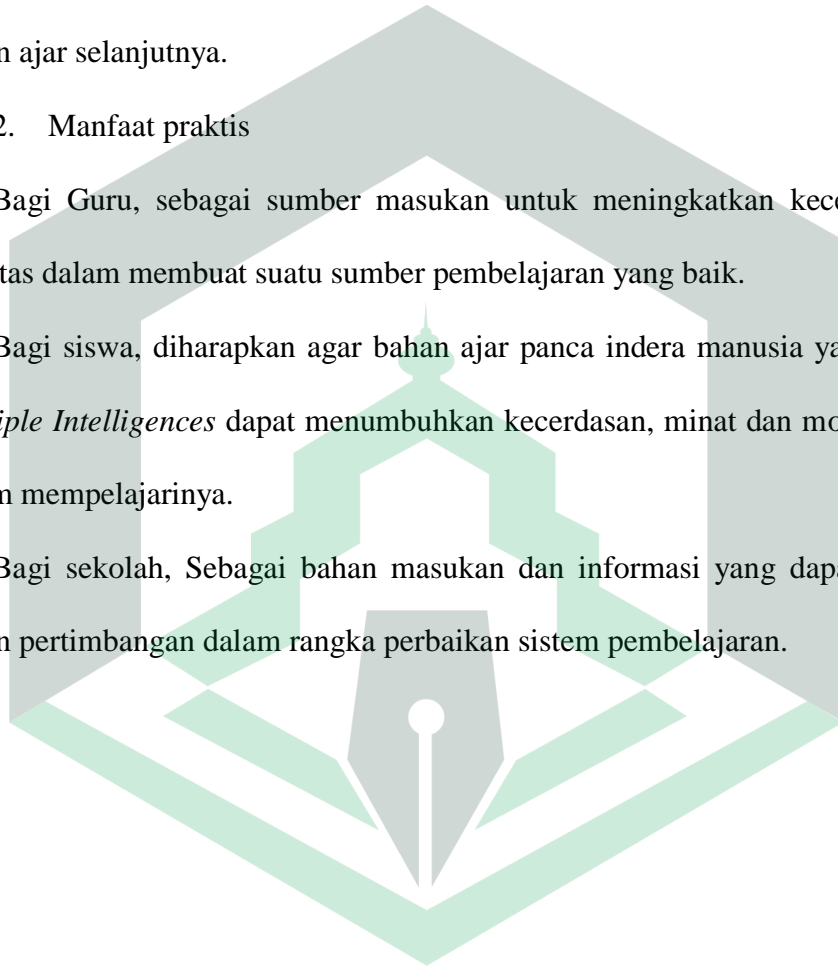 n ajar selanjutnya.
2. Manfaat praktis
Bagi Guru, sebagai sumber masukan untuk meningkatkan kece
tas dalam membuat suatu sumber pembelajaran yang baik.
Bagi siswa, diharapkan agar bahan ajar panca indera manusia ya
iple Intelligences dapat menumbuhkan kecerdasan, minat dan mo
m mempelajarinya.
Bagi sekolah, Sebagai bahan masukan dan informasi yang dapa
n pertimbangan dalam rangka perbaikan sistem pembelajaran.